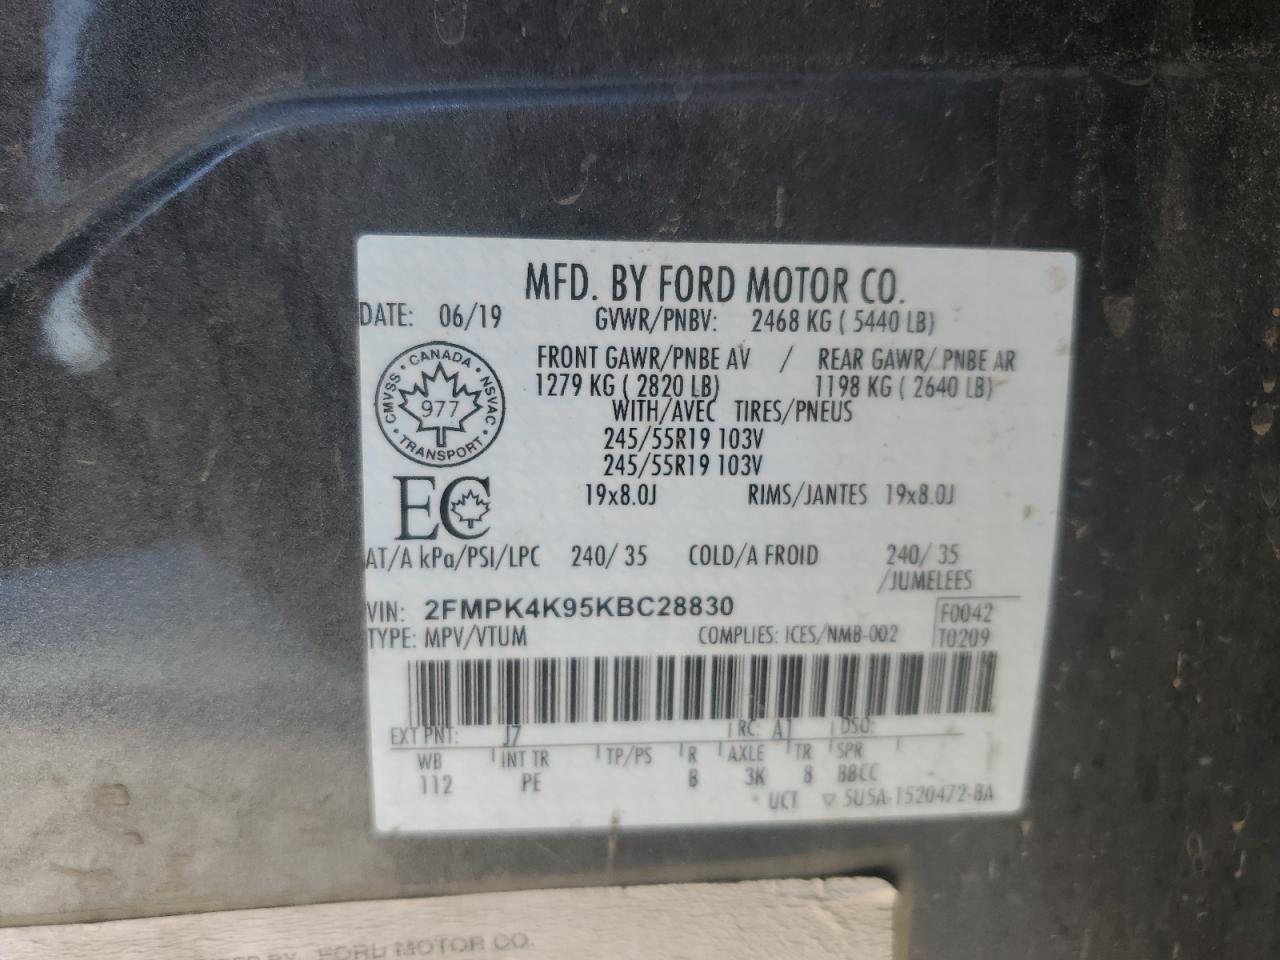 MFD. BY FORD MOTOR CO.
DATE: 06/19 GVWR/PNBV: 2468 KG ( 5440 LB)
FRONT GAWR/PNBE AV / REAR GAWR/ PNBE AR
1279 KG ( 2820 LB) 1198 KG ( 2640 LB)
WITH/AVEC TIRES/PNEUS
245/55R19 103V
245/55R19 103V
19x8.0J RIMS/JANTES 19x8.0J
CANADA
CMVSS NSVAC
977
TRANSPORT
EC
AT/A kPa/PSI/LPC 240/ 35 COLD/A FROID 240/ 35
/JUMELEES
VIN: 2FMPK4K95KBC28830 F0042
TYPE: MPV/VTUM COMPLIES: ICES/NMB-002 T0209
EXT PNT: J7 RC: A1 DSO:
WB INT TR TP/PS R AXLE TR SPR
112 PE B 3K 8 BBCC
UCT ▽ 5U5A-1520472-BA
BY FORD MOTOR CO.